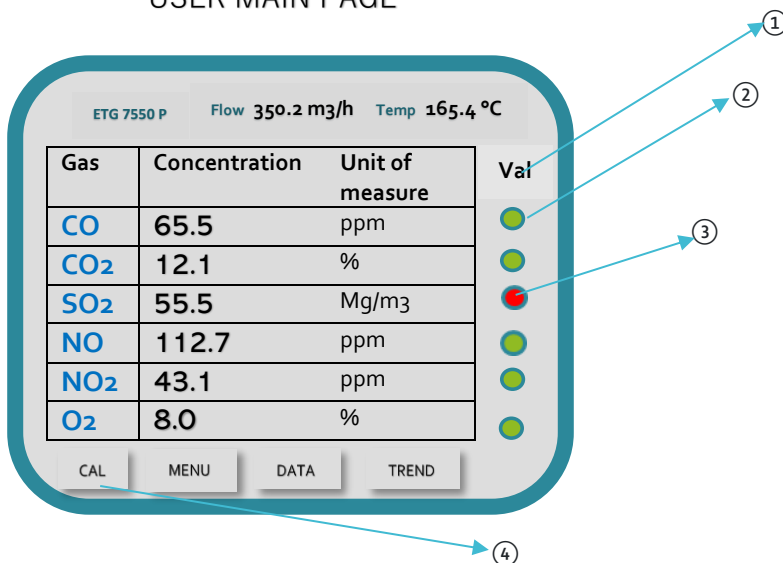 USER MAIN PAGE
①
②
ETG 7550 P Flow 350.2 m3/h Temp 165.4 °C
Gas Concentration Unit of measure Val
CO 65.5 ppm
③
CO2 12.1 %
SO2 55.5 Mg/m3
NO 112.7 ppm
NO2 43.1 ppm
O2 8.0 %
CAL MENU DATA TREND
④